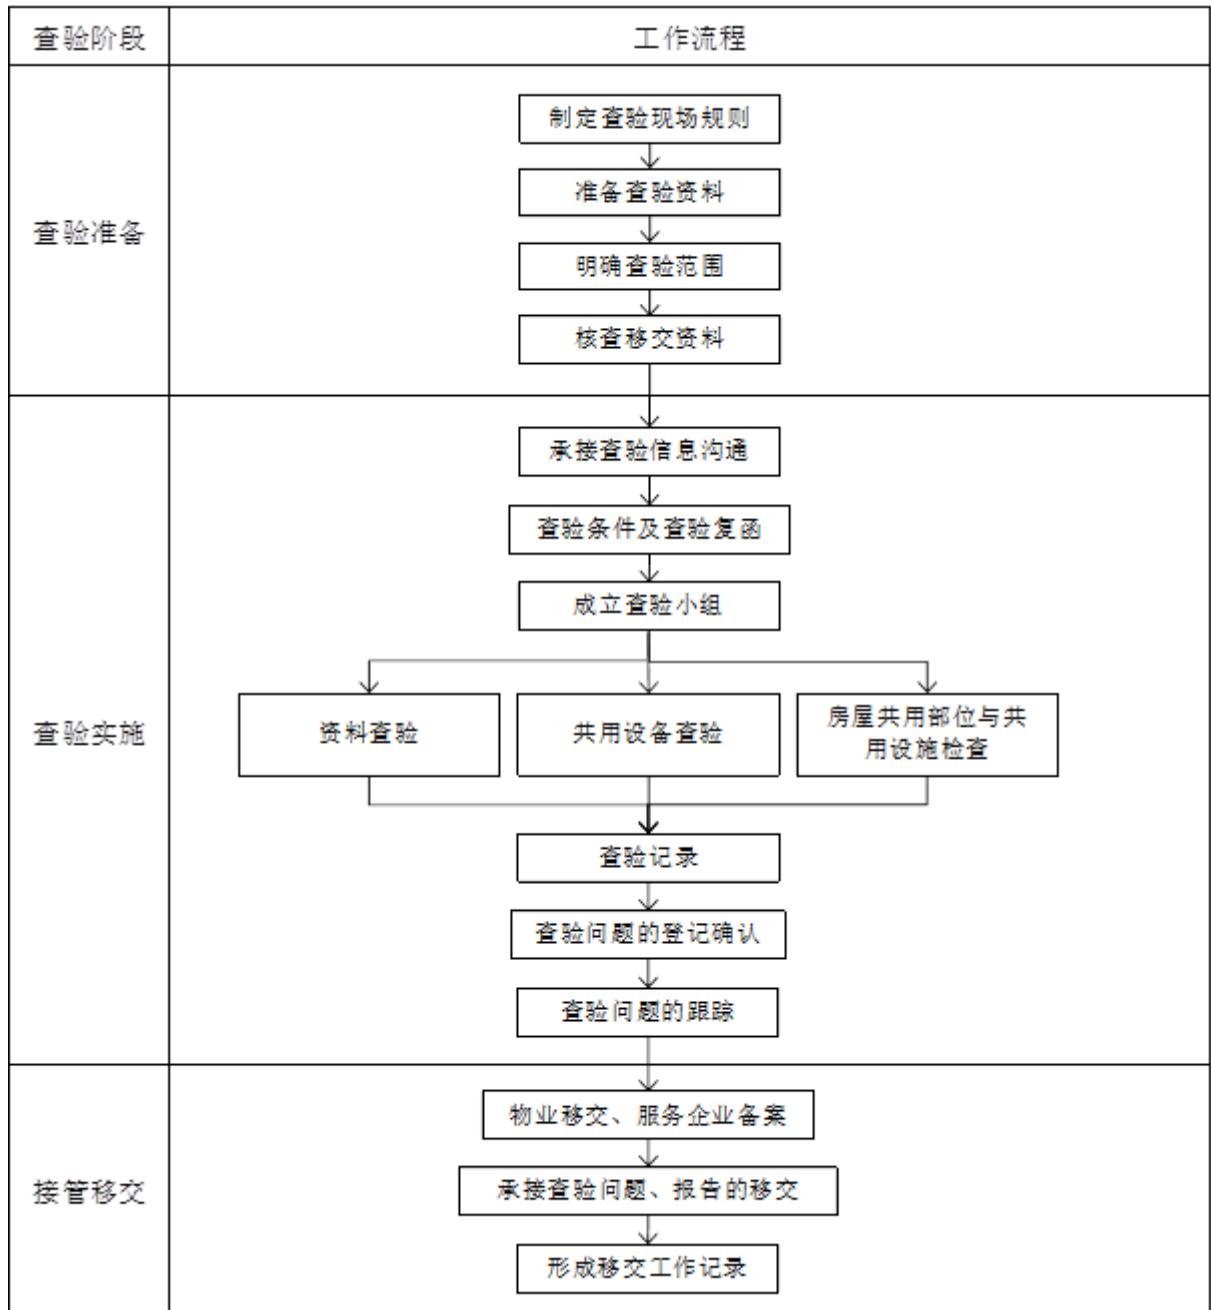 查验阶段
工作流程
查验准备
制定查验现场规则
准备查验资料
明确查验范围
核查移交资料
查验实施
承接查验信息沟通
查验条件及查验复函
成立查验小组
资料查验
共用设备查验
房屋共用部位与共
用设施检查
查验记录
查验问题的登记确认
查验问题的跟踪
接管移交
物业移交、服务企业备案
承接查验问题、报告的移交
形成移交工作记录